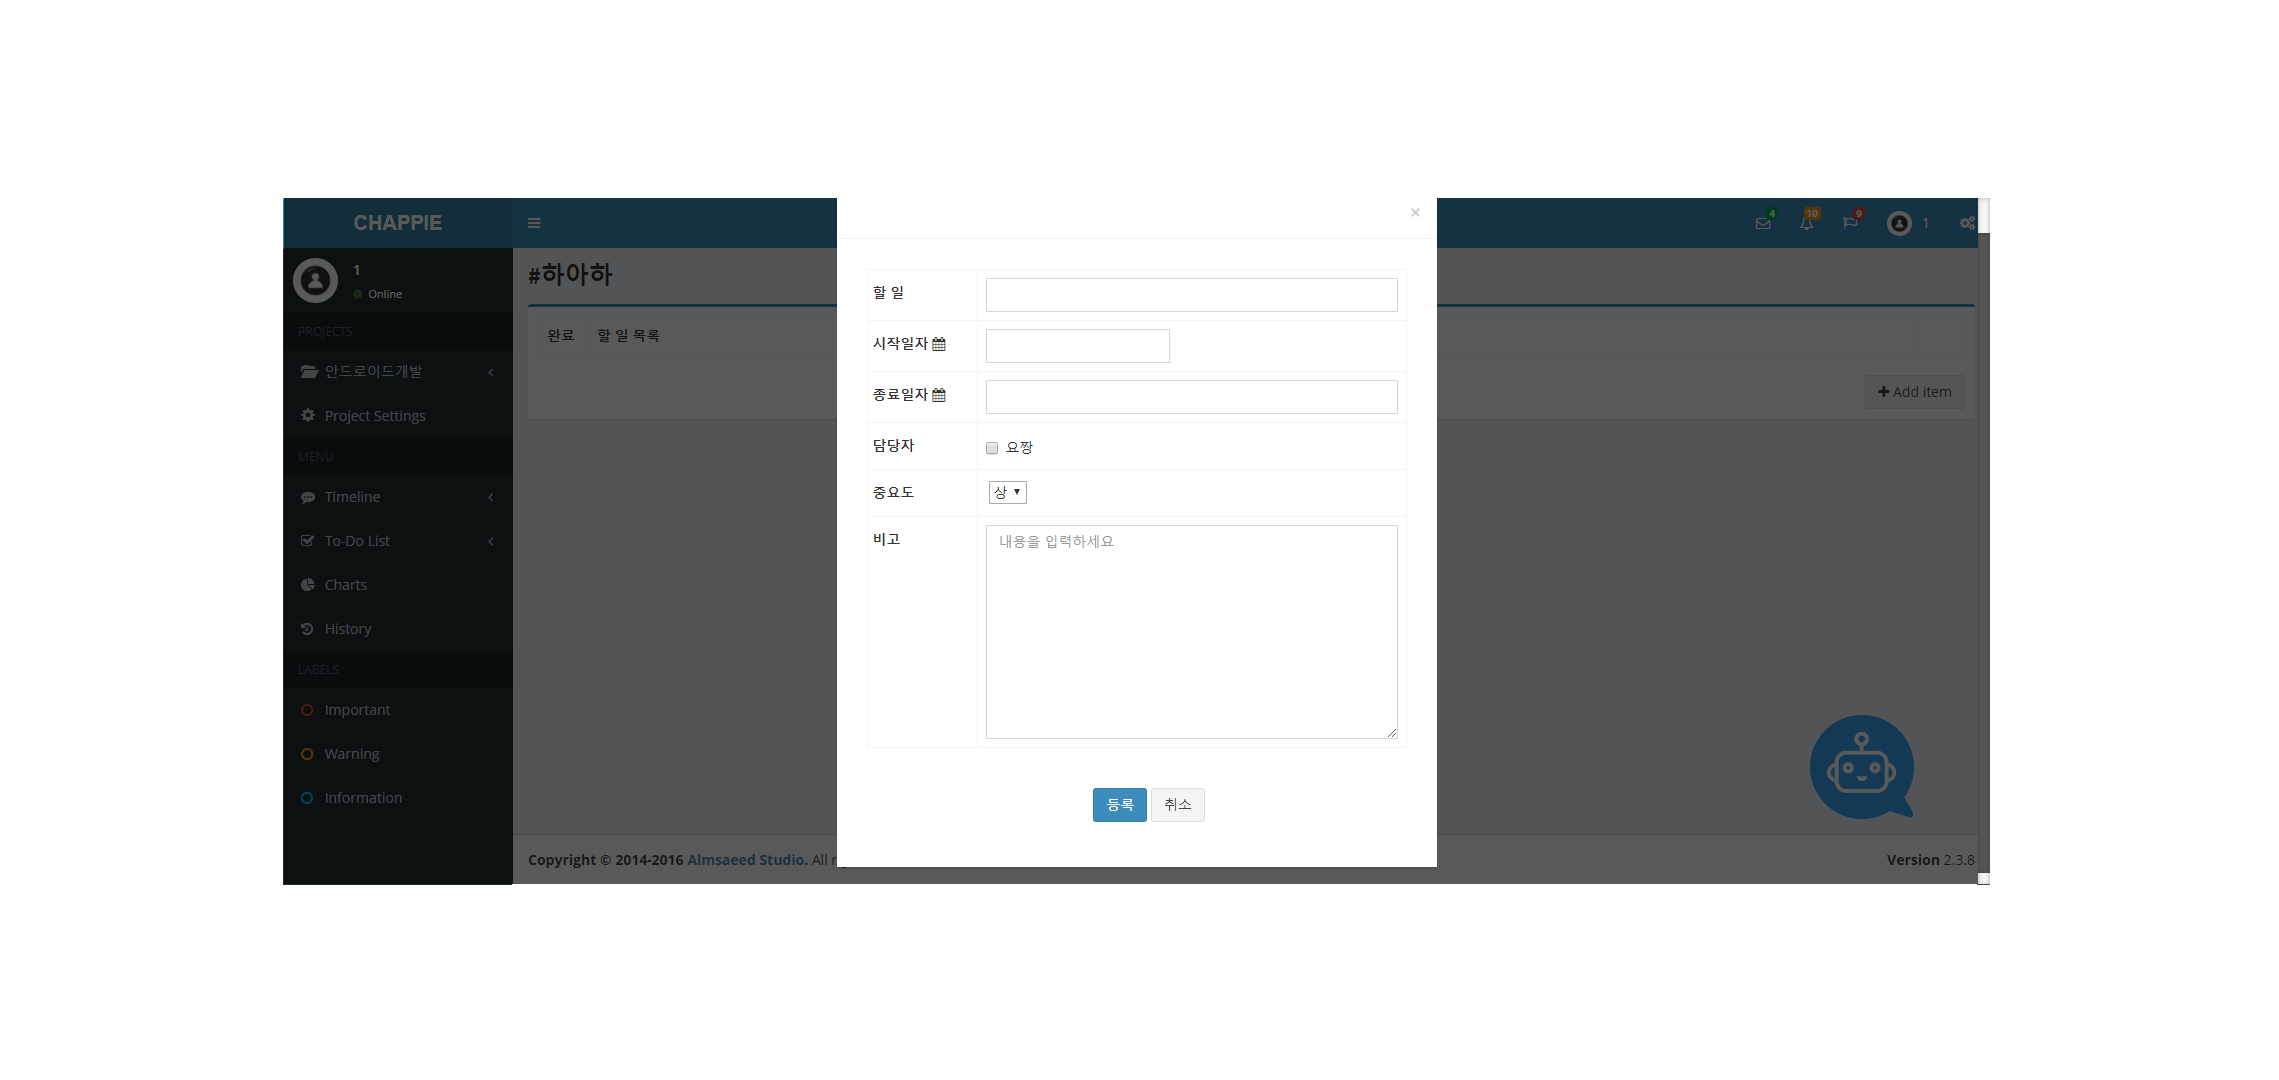 CHAPPIE
4
10
9
1
×
1
Online
PROJECTS
안드로이드개발
Project Settings
MENU
Timeline
To-Do List
Charts
History
LABELS
Important
Warning
Information
#하아하
완료 할 일 목록
Add item
할 일
시작일자
종료일자
담당자 요짱
중요도 상
비고 내용을 입력하세요
등록 취소
Copyright © 2014-2016 Almsaeed Studio. All
Version 2.3.8